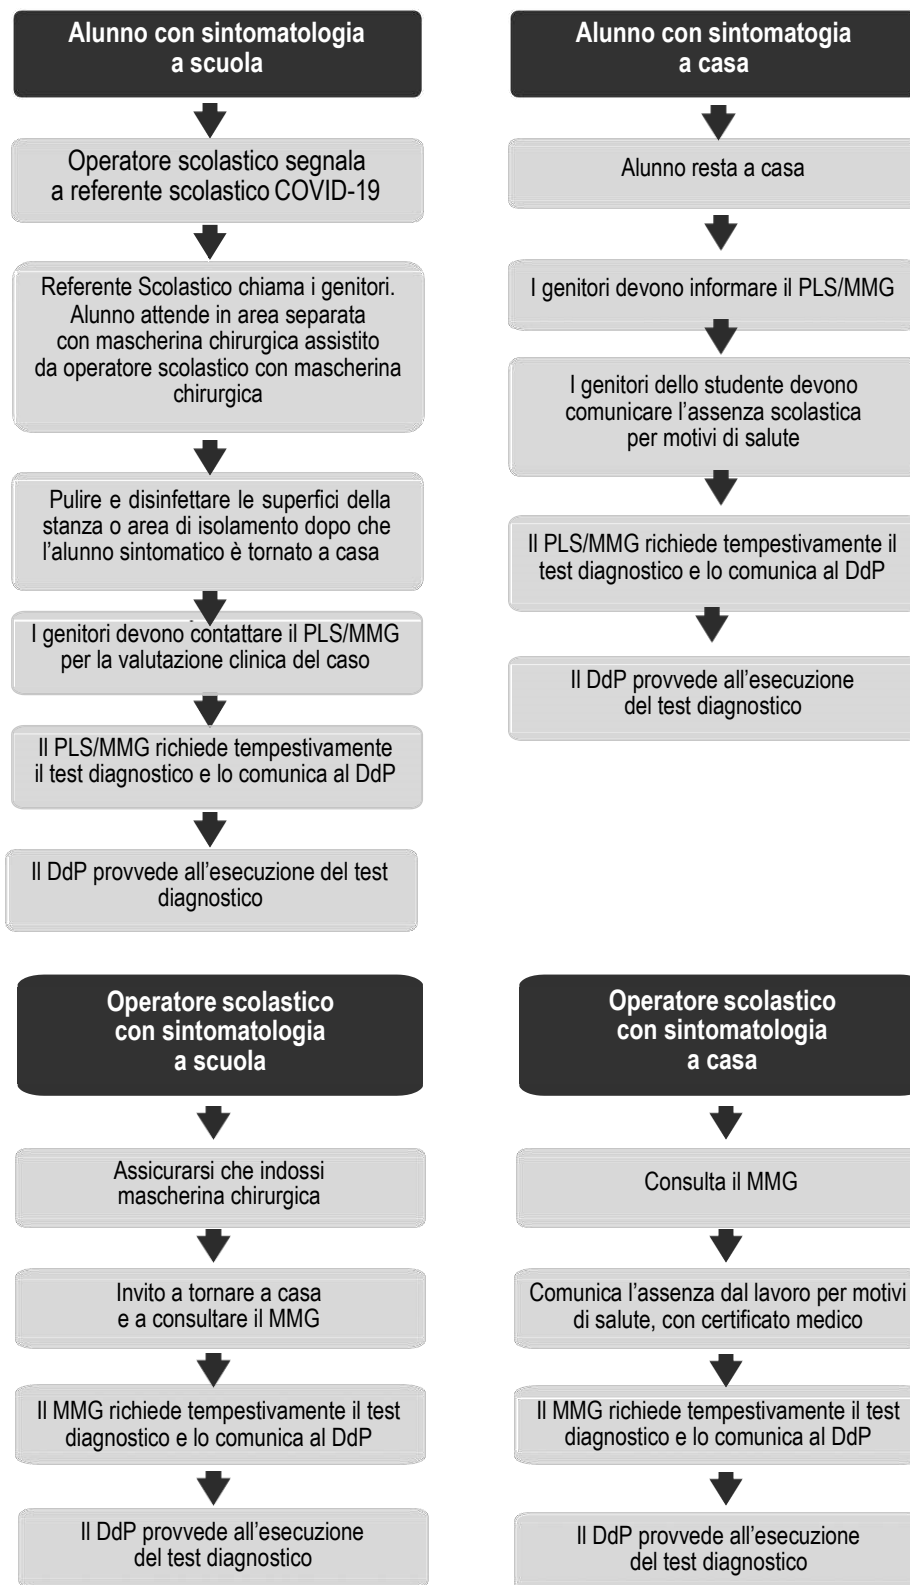 Alunno con sintomatologia
a scuola
Operatore scolastico segnala
a referente scolastico COVID-19
Referente Scolastico chiama i genitori.
Alunno attende in area separata
con mascherina chirurgica assistito
da operatore scolastico con mascherina
chirurgica
Pulire e disinfettare le superfici della
stanza o area di isolamento dopo che
l’alunno sintomatico è tornato a casa
I genitori devono contattare il PLS/MMG
per la valutazione clinica del caso
Il PLS/MMG richiede tempestivamente
il test diagnostico e lo comunica al DdP
Il DdP provvede all’esecuzione del test
diagnostico
Alunno con sintomatogia
a casa
Alunno resta a casa
I genitori devono informare il PLS/MMG
I genitori dello studente devono
comunicare l’assenza scolastica
per motivi di salute
Il PLS/MMG richiede tempestivamente il
test diagnostico e lo comunica al DdP
Il DdP provvede all’esecuzione
del test diagnostico
Operatore scolastico
con sintomatologia
a scuola
Assicurarsi che indossi
mascherina chirurgica
Invito a tornare a casa
e a consultare il MMG
Il MMG richiede tempestivamente il test
diagnostico e lo comunica al DdP
Il DdP provvede all’esecuzione
del test diagnostico
Operatore scolastico
con sintomatologia
a casa
Consulta il MMG
Comunica l’assenza dal lavoro per motivi
di salute, con certificato medico
Il MMG richiede tempestivamente il test
diagnostico e lo comunica al DdP
Il DdP provvede all’esecuzione
del test diagnostico